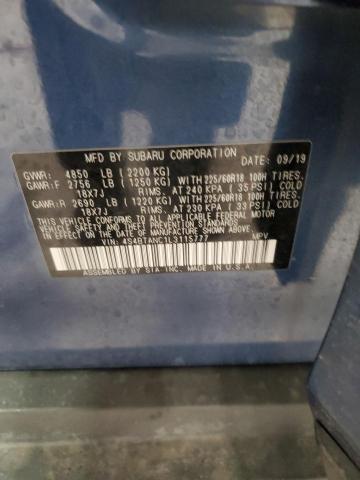 MFD. BY SUBARU CORPORATION DATE: 09/19
GVWR: 4850 LB (2200 KG)
GAWR:F 2756 LB (1250 KG) WITH 225/60R18 100H TIRES.
18X7J RIMS. AT 240 KPA ( 35 PSI) COLD
GAWR:R 2690 LB (1220 KG) WITH 225/60R18 100H TIRES.
18X7J RIMS. AT 230 KPA ( 33 PSI) COLD
THIS VEHICLE CONFORMS TO ALL APPLICABLE FEDERAL MOTOR
VEHICLE SAFETY AND THEFT PREVENTION STANDARDS
IN EFFECT ON THE DATE OF MANUFACTURE SHOWN ABOVE.
VIN: 4S4BTANC1L3115777 MPV
ASSEMBLED BY SIA INC. MADE IN U.S.A.